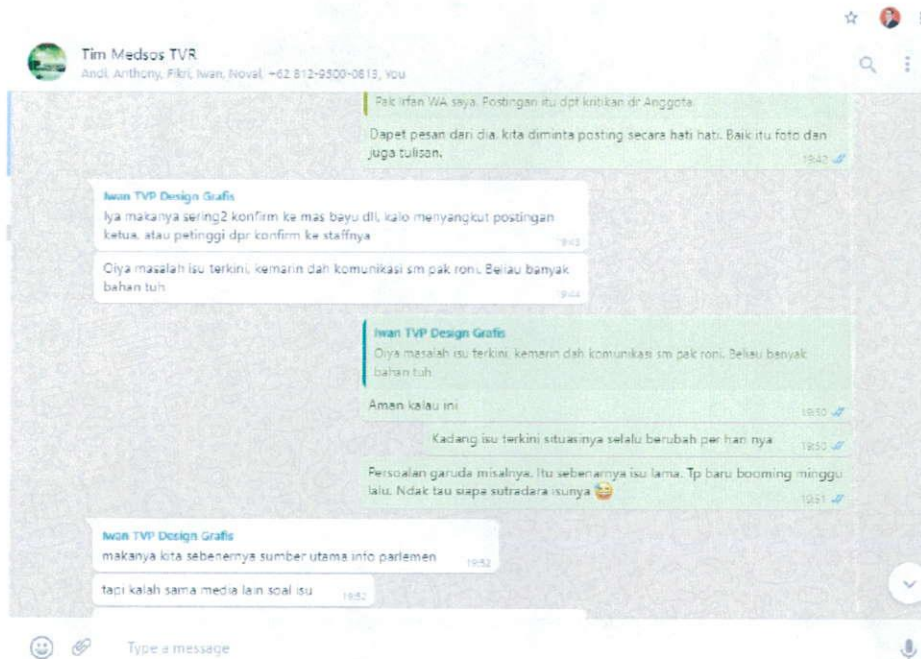 Tim Medsos TVR
Andi, Anthony, Fikri, Iwan, Noval, +62 812-9500-0813, You
Pak Irfan WA saya. Postingan itu dpt kritikan dr Anggota.
Dapet pesan dari dia, kita diminta posting secara hati hati. Baik itu foto dan
juga tulisan.
19:42
Iwan TVP Design Grafis
Iya makanya sering2 konfirm ke mas bayu dll, kalo menyangkut postingan
ketua, atau petinggi dpr konfirm ke staffnya
19:43
Oiya masalah isu terkini, kemarin dah komunikasi sm pak roni. Beliau banyak
bahan tuh
19:44
Iwan TVP Design Grafis
Oiya masalah isu terkini, kemarin dah komunikasi sm pak roni. Beliau banyak
bahan tuh
Aman kalau ini
19:50
Kadang isu terkini situasinya selalu berubah per hari nya
19:50
Persoalan garuda misalnya. Itu sebenarnya isu lama. Tp baru booming minggu
lalu. Ndak tau siapa sutradara isunya 😅
19:51
Iwan TVP Design Grafis
makanya kita sebenernya sumber utama info parlemen
19:52
tapi kalah sama media lain soal isu
19:52
Type a message